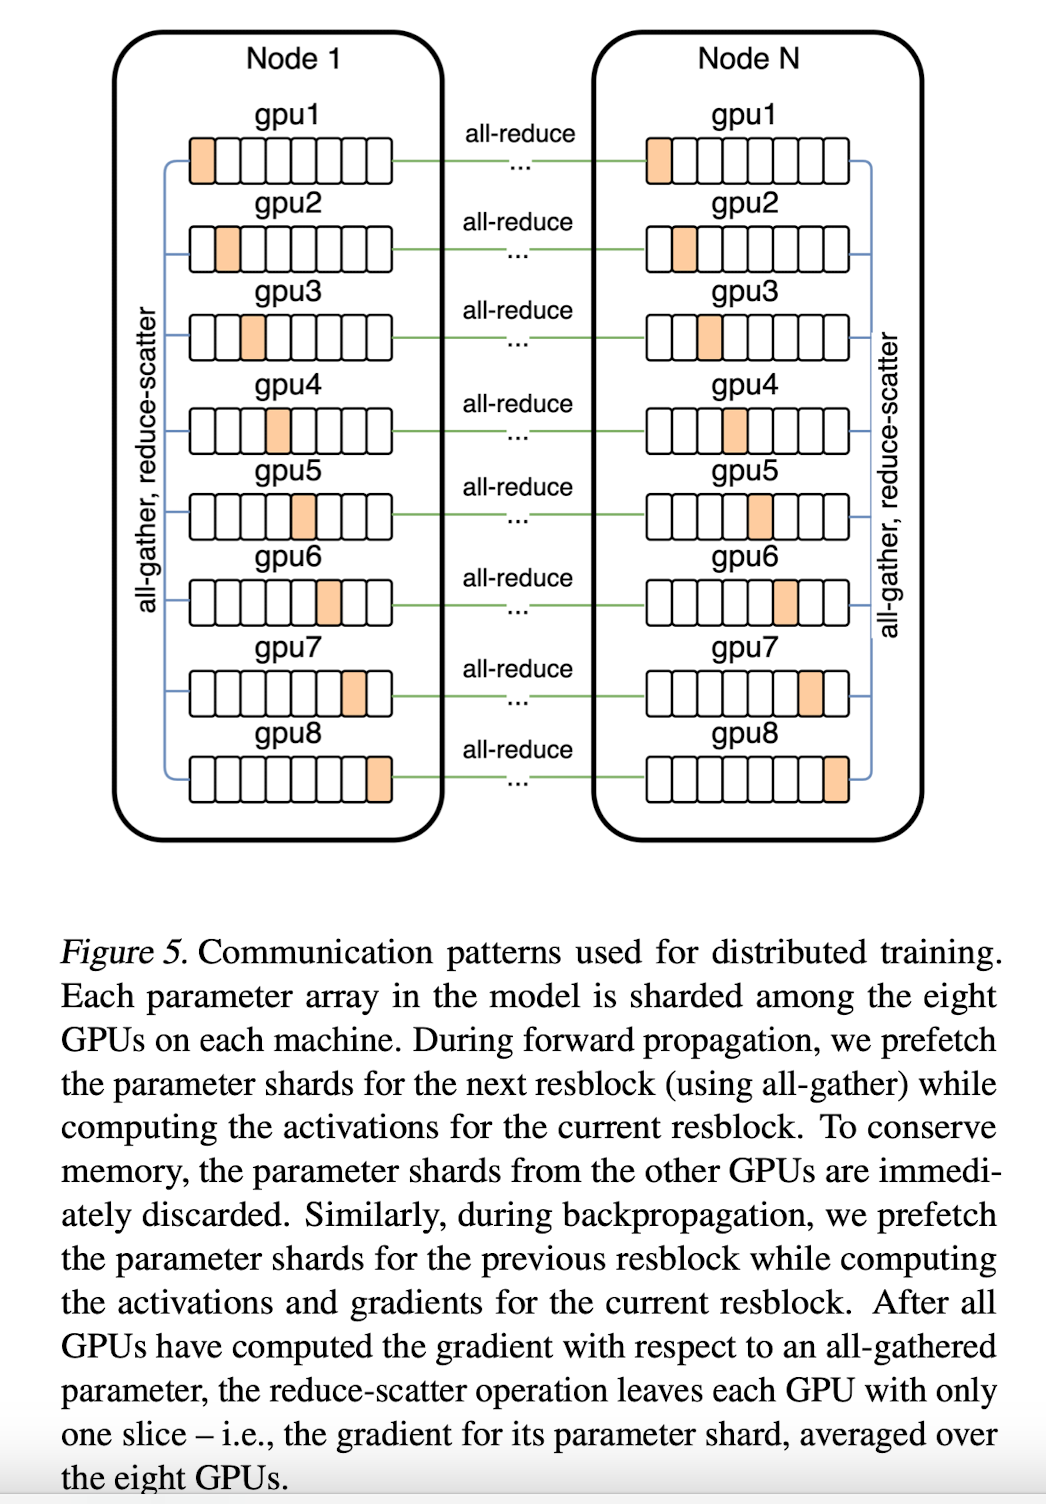 Node 1
Node N
gpu1
all-reduce
...
gpu1
gpu2
all-reduce
...
gpu2
gpu3
all-reduce
...
gpu3
gpu4
all-reduce
...
gpu4
gpu5
all-reduce
...
gpu5
gpu6
all-reduce
...
gpu6
gpu7
all-reduce
...
gpu7
gpu8
all-reduce
...
gpu8
all-gather, reduce-scatter
all-gather, reduce-scatter
Figure 5. Communication patterns used for distributed training.
Each parameter array in the model is sharded among the eight
GPUs on each machine. During forward propagation, we prefetch
the parameter shards for the next resblock (using all-gather) while
computing the activations for the current resblock. To conserve
memory, the parameter shards from the other GPUs are immedi-
ately discarded. Similarly, during backpropagation, we prefetch
the parameter shards for the previous resblock while computing
the activations and gradients for the current resblock. After all
GPUs have computed the gradient with respect to an all-gathered
parameter, the reduce-scatter operation leaves each GPU with only
one slice – i.e., the gradient for its parameter shard, averaged over
the eight GPUs.